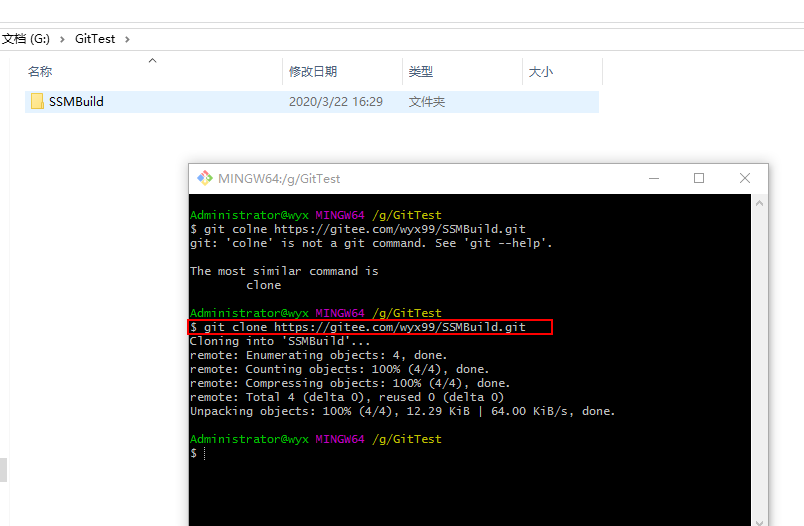 文档 (G:) › GitTest ›
名称 修改日期 类型 大小
SSMBuild 2020/3/22 16:29 文件夹
MINGW64:/g/GitTest
Administrator@wyx MINGW64 /g/GitTest
$ git colne https://gitee.com/wyx99/SSMBuild.git
git: 'colne' is not a git command. See 'git --help'.
The most similar command is
clone
Administrator@wyx MINGW64 /g/GitTest
$ git clone https://gitee.com/wyx99/SSMBuild.git
Cloning into 'SSMBuild'...
remote: Enumerating objects: 4, done.
remote: Counting objects: 100% (4/4), done.
remote: Compressing objects: 100% (4/4), done.
remote: Total 4 (delta 0), reused 0 (delta 0)
Unpacking objects: 100% (4/4), 12.29 KiB | 64.00 KiB/s, done.
Administrator@wyx MINGW64 /g/GitTest
$